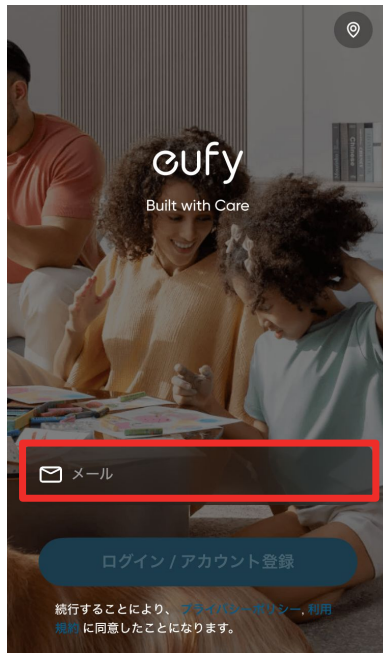 eufy
Built with Care
メール
ログイン / アカウント登録
続行することにより、 プライバシーポリシー, 利用
規約 に同意したことになります。